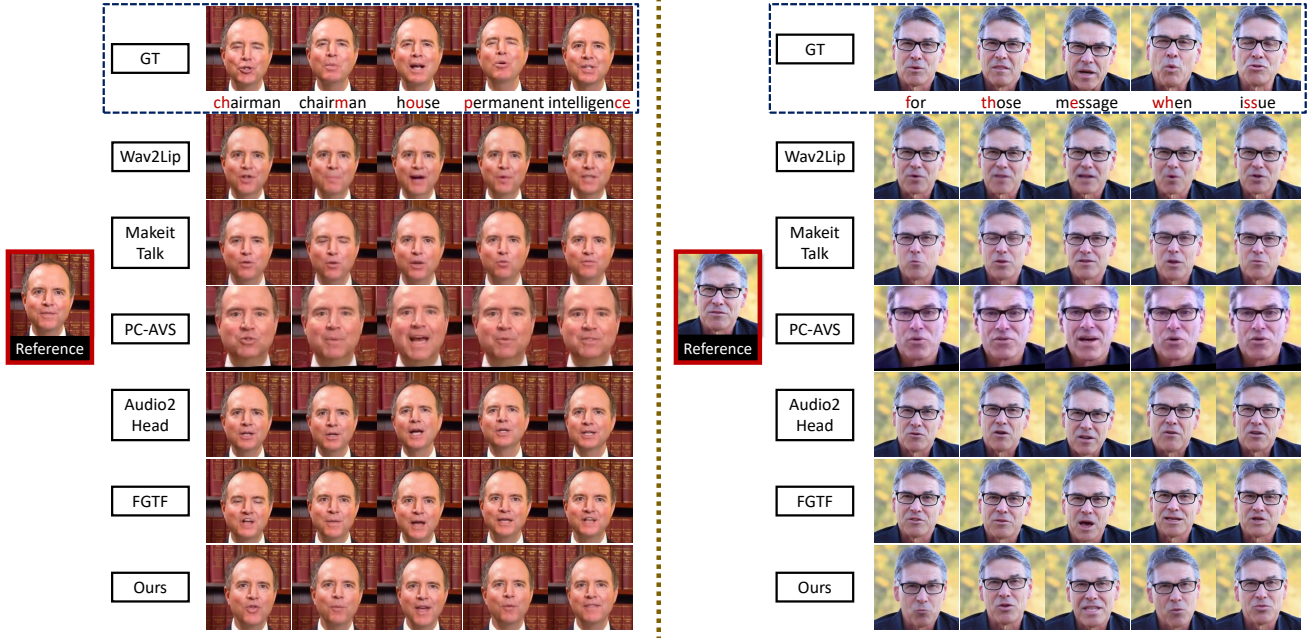 GT
chairman chairman house permanent intelligence
Wav2Lip
Makeit
Talk
PC-AVS
Audio2
Head
FGTF
Ours
Reference
GT
for those message when issue
Wav2Lip
Makeit
Talk
PC-AVS
Audio2
Head
FGTF
Ours
Reference